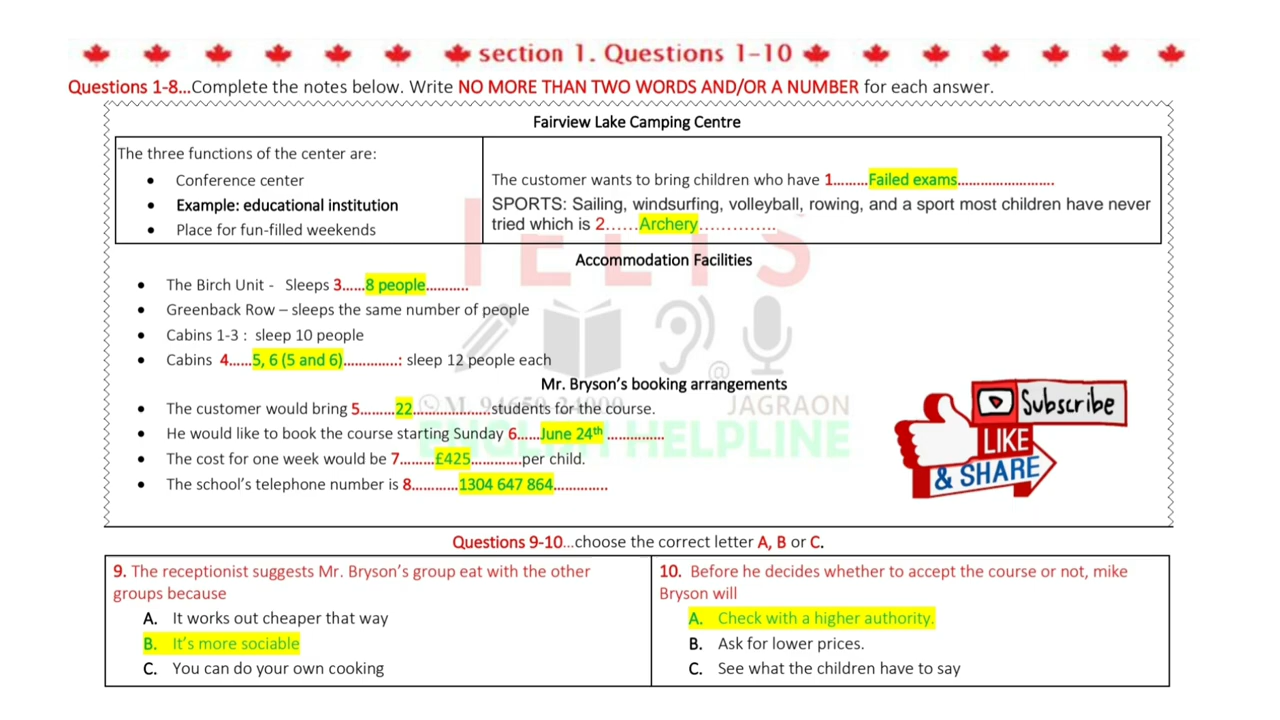 section 1. Questions 1-10
Questions 1-8...Complete the notes below. Write NO MORE THAN TWO WORDS AND/OR A NUMBER for each answer.
Fairview Lake Camping Centre
The three functions of the center are:
• Conference center
• Example: educational institution
• Place for fun-filled weekends
The customer wants to bring children who have 1.........Failed exams..........................
SPORTS: Sailing, windsurfing, volleyball, rowing, and a sport most children have never
tried which is 2......Archery..............
IELTS
Accommodation Facilities
• The Birch Unit - Sleeps 3......8 people...........
• Greenback Row – sleeps the same number of people
• Cabins 1-3 : sleep 10 people
• Cabins 4......5, 6 (5 and 6)..............: sleep 12 people each
@
Mr. Bryson's booking arrangements
• The customer would bring 5.........22....................students for the course.
JAGRAON
• He would like to book the course starting Sunday 6......June 24th ...............
ENGLISH HELPLINE
• The cost for one week would be 7.........£425.............per child.
• The school's telephone number is 8............1304 647 864..............
Subscribe
LIKE
& SHARE
Questions 9-10...choose the correct letter A, B or C.
9. The receptionist suggests Mr. Bryson's group eat with the other
groups because
A. It works out cheaper that way
B. It's more sociable
C. You can do your own cooking
10. Before he decides whether to accept the course or not, mike
Bryson will
A. Check with a higher authority.
B. Ask for lower prices.
C. See what the children have to say